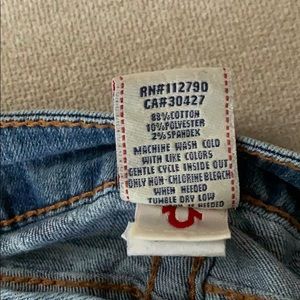 RN#112790
CA#30427
88%COTTON
10%POLYESTER
2%SPANDEX
MACHINE WASH COLD
WITH LIKE COLORS
GENTLE CYCLE INSIDE OUT
ONLY NON-CHLORINE BLEACH
WHEN NEEDED
TUMBLE DRY LOW
NEEDED